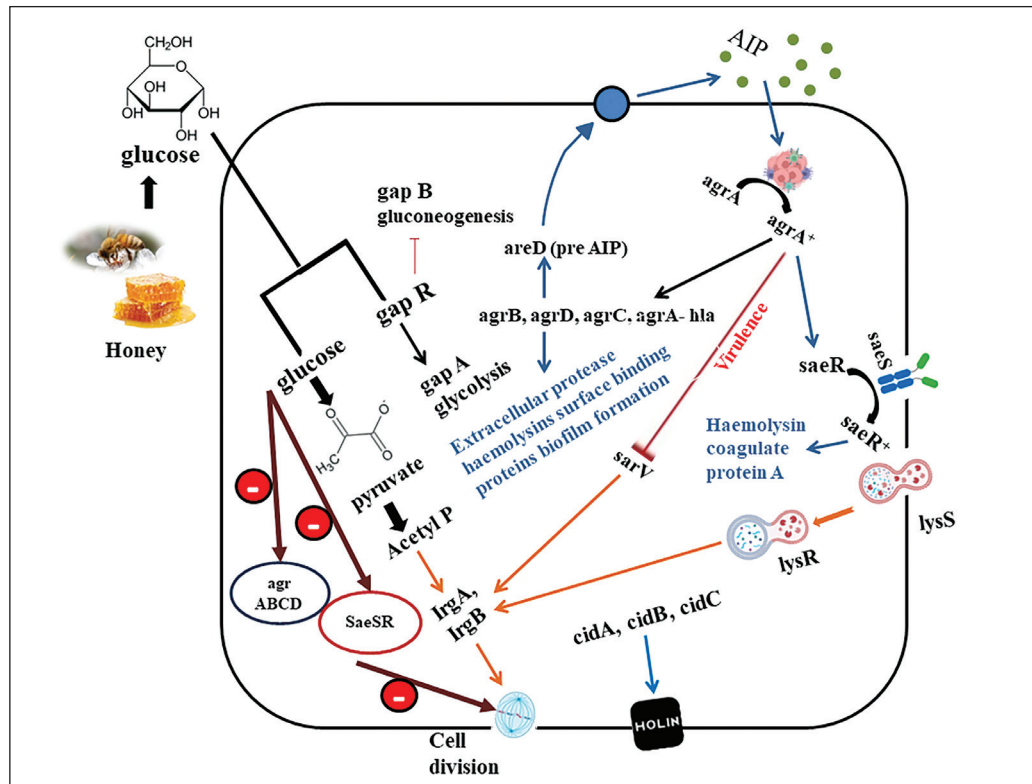 CH₂OH
O
OH
OH
OH
OH
glucose
Honey
AIP
agrA
agrA⁺
gap B
gluconeogenesis
areD (pre AIP)
gap R
agrB, agrD, agrC, agrA- hla
gap A
glycolysis
glucose
Virulence
Extracellular protease
haemolysins surface binding
proteins biofilm formation
saeR
saeS
saeR⁺
Haemolysin
coagulate
protein A
O
O⁻
H₃C
O
pyruvate
sarV
Acetyl P
lysS
lysR
-
-
agr
ABCD
SaeSR
IrgA,
IrgB
cidA, cidB, cidC
-
HOLIN
Cell
division